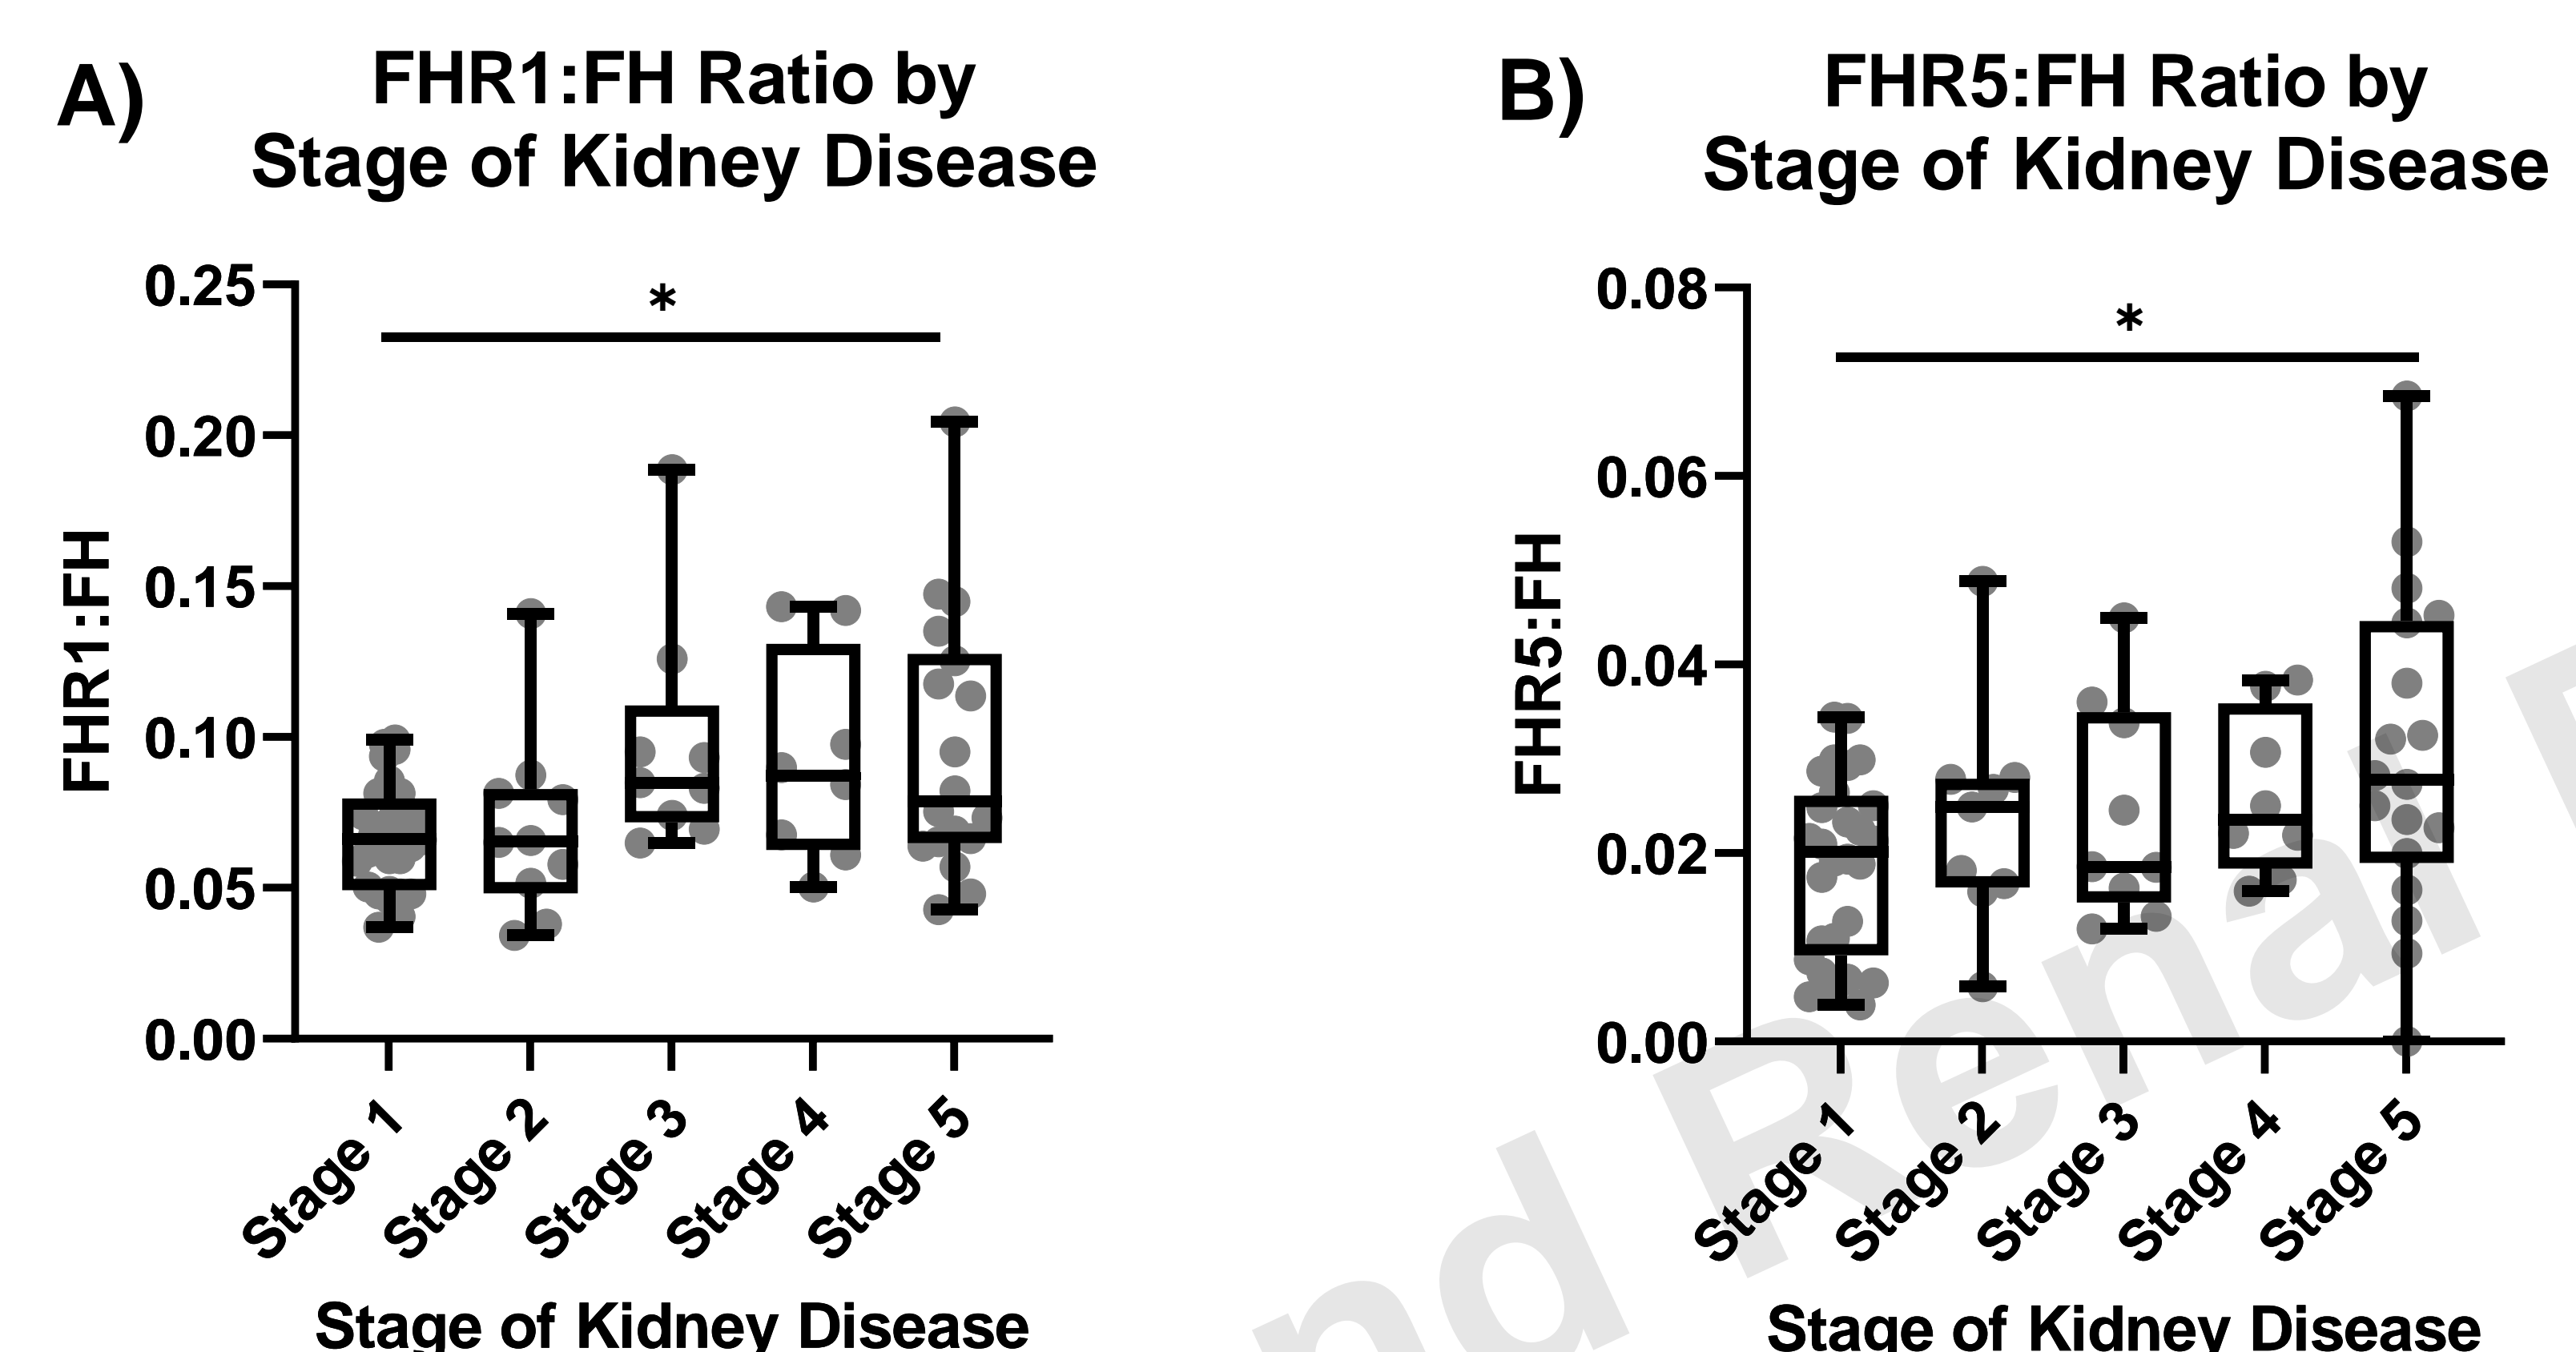 A)
FHR1:FH Ratio by
Stage of Kidney Disease
*
0.25
0.20
0.15
0.10
0.05
0.00
FHR1:FH
Stage 1
Stage 2
Stage 3
Stage 4
Stage 5
Stage of Kidney Disease
B)
FHR5:FH Ratio by
Stage of Kidney Disease
*
0.08
0.06
0.04
0.02
0.00
FHR5:FH
Stage 1
Stage 2
Stage 3
Stage 4
Stage 5
Stage of Kidney Disease
nd Renal